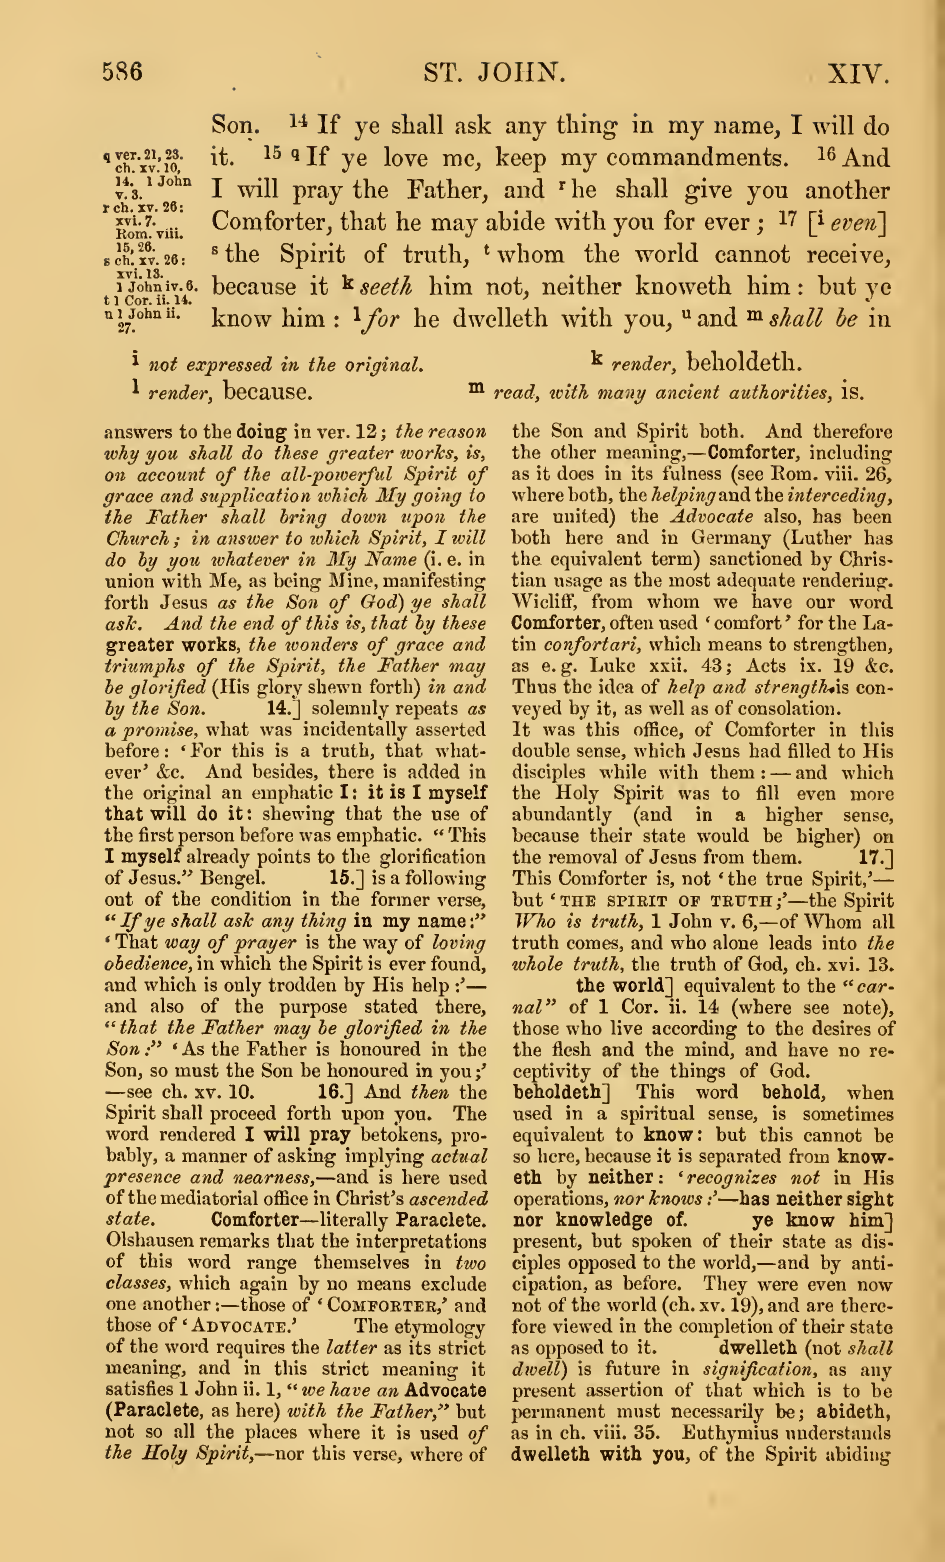 586
ST. JOHN.
XIV.
Son. 14 If ye shall ask any thing in my name, I will do
it. 15 q If ye love me, keep my commandments. 16 And
I will pray the Father, and r he shall give you another
Comforter, that he may abide with you for ever ; 17 [i even]
s the Spirit of truth, t whom the world cannot receive,
because it k seeth him not, neither knoweth him : but ye
know him : l for he dwelleth with you, u and m shall be in
q ver. 21, 23.
ch. xv. 10,
14. 1 John
v. 3.
r ch. xv. 26:
xvi. 7.
Rom. viii.
15, 26.
s ch. xv. 26:
xvi. 13.
1 John iv. 6.
t 1 Cor. ii. 14.
u 1 John ii.
27.
i not expressed in the original.
k render, beholdeth.
l render, because.
m read, with many ancient authorities, is.
answers to the doing in ver. 12; the reason
why you shall do these greater works, is,
on account of the all-powerful Spirit of
grace and supplication which My going to
the Father shall bring down upon the
Church; in answer to which Spirit, I will
do by you whatever in My Name (i. e. in
union with Me, as being Mine, manifesting
forth Jesus as the Son of God) ye shall
ask. And the end of this is, that by these
greater works, the wonders of grace and
triumphs of the Spirit, the Father may
be glorified (His glory shewn forth) in and
by the Son. 14.] solemnly repeats as
a promise, what was incidentally asserted
before: ‘For this is a truth, that what-
ever’ &c. And besides, there is added in
the original an emphatic I: it is I myself
that will do it: shewing that the use of
the first person before was emphatic. “This
I myself already points to the glorification
of Jesus.” Bengel. 15.] is a following
out of the condition in the former verse,
“If ye shall ask any thing in my name:”
‘That way of prayer is the way of loving
obedience, in which the Spirit is ever found,
and which is only trodden by His help :’—
and also of the purpose stated there,
“that the Father may be glorified in the
Son:” ‘As the Father is honoured in the
Son, so must the Son be honoured in you;’
—see ch. xv. 10. 16.] And then the
Spirit shall proceed forth upon you. The
word rendered I will pray betokens, pro-
bably, a manner of asking implying actual
presence and nearness,—and is here used
of the mediatorial office in Christ’s ascended
state. Comforter—literally Paraclete.
Olshausen remarks that the interpretations
of this word range themselves in two
classes, which again by no means exclude
one another:—those of ‘COMFORTER,’ and
those of ‘ADVOCATE.’ The etymology
of the word requires the latter as its strict
meaning, and in this strict meaning it
satisfies 1 John ii. 1, “we have an Advocate
(Paraclete, as here) with the Father,” but
not so all the places where it is used of
the Holy Spirit,—nor this verse, where of
the Son and Spirit both. And therefore
the other meaning,—Comforter, including
as it does in its fulness (see Rom. viii. 26,
where both, the helping and the interceding,
are united) the Advocate also, has been
both here and in Germany (Luther has
the equivalent term) sanctioned by Chris-
tian usage as the most adequate rendering.
Wicliff, from whom we have our word
Comforter, often used ‘comfort’ for the La-
tin confortari, which means to strengthen,
as e. g. Luke xxii. 43; Acts ix. 19 &c.
Thus the idea of help and strength is con-
veyed by it, as well as of consolation.
It was this office, of Comforter in this
double sense, which Jesus had filled to His
disciples while with them :—and which
the Holy Spirit was to fill even more
abundantly (and in a higher sense,
because their state would be higher) on
the removal of Jesus from them. 17.]
This Comforter is, not ‘the true Spirit,’—
but ‘THE SPIRIT OF TRUTH;’—the Spirit
Who is truth, 1 John v. 6,—of Whom all
truth comes, and who alone leads into the
whole truth, the truth of God, ch. xvi. 13.
the world] equivalent to the “car-
nal” of 1 Cor. ii. 14 (where see note),
those who live according to the desires of
the flesh and the mind, and have no re-
ceptivity of the things of God.
beholdeth] This word behold, when
used in a spiritual sense, is sometimes
equivalent to know: but this cannot be
so here, because it is separated from know-
eth by neither: ‘recognizes not in His
operations, nor knows:’—has neither sight
nor knowledge of. ye know him]
present, but spoken of their state as dis-
ciples opposed to the world,—and by anti-
cipation, as before. They were even now
not of the world (ch. xv. 19), and are there-
fore viewed in the completion of their state
as opposed to it. dwelleth (not shall
dwell) is future in signification, as any
present assertion of that which is to be
permanent must necessarily be; abideth,
as in ch. viii. 35. Euthymius understands
dwelleth with you, of the Spirit abiding